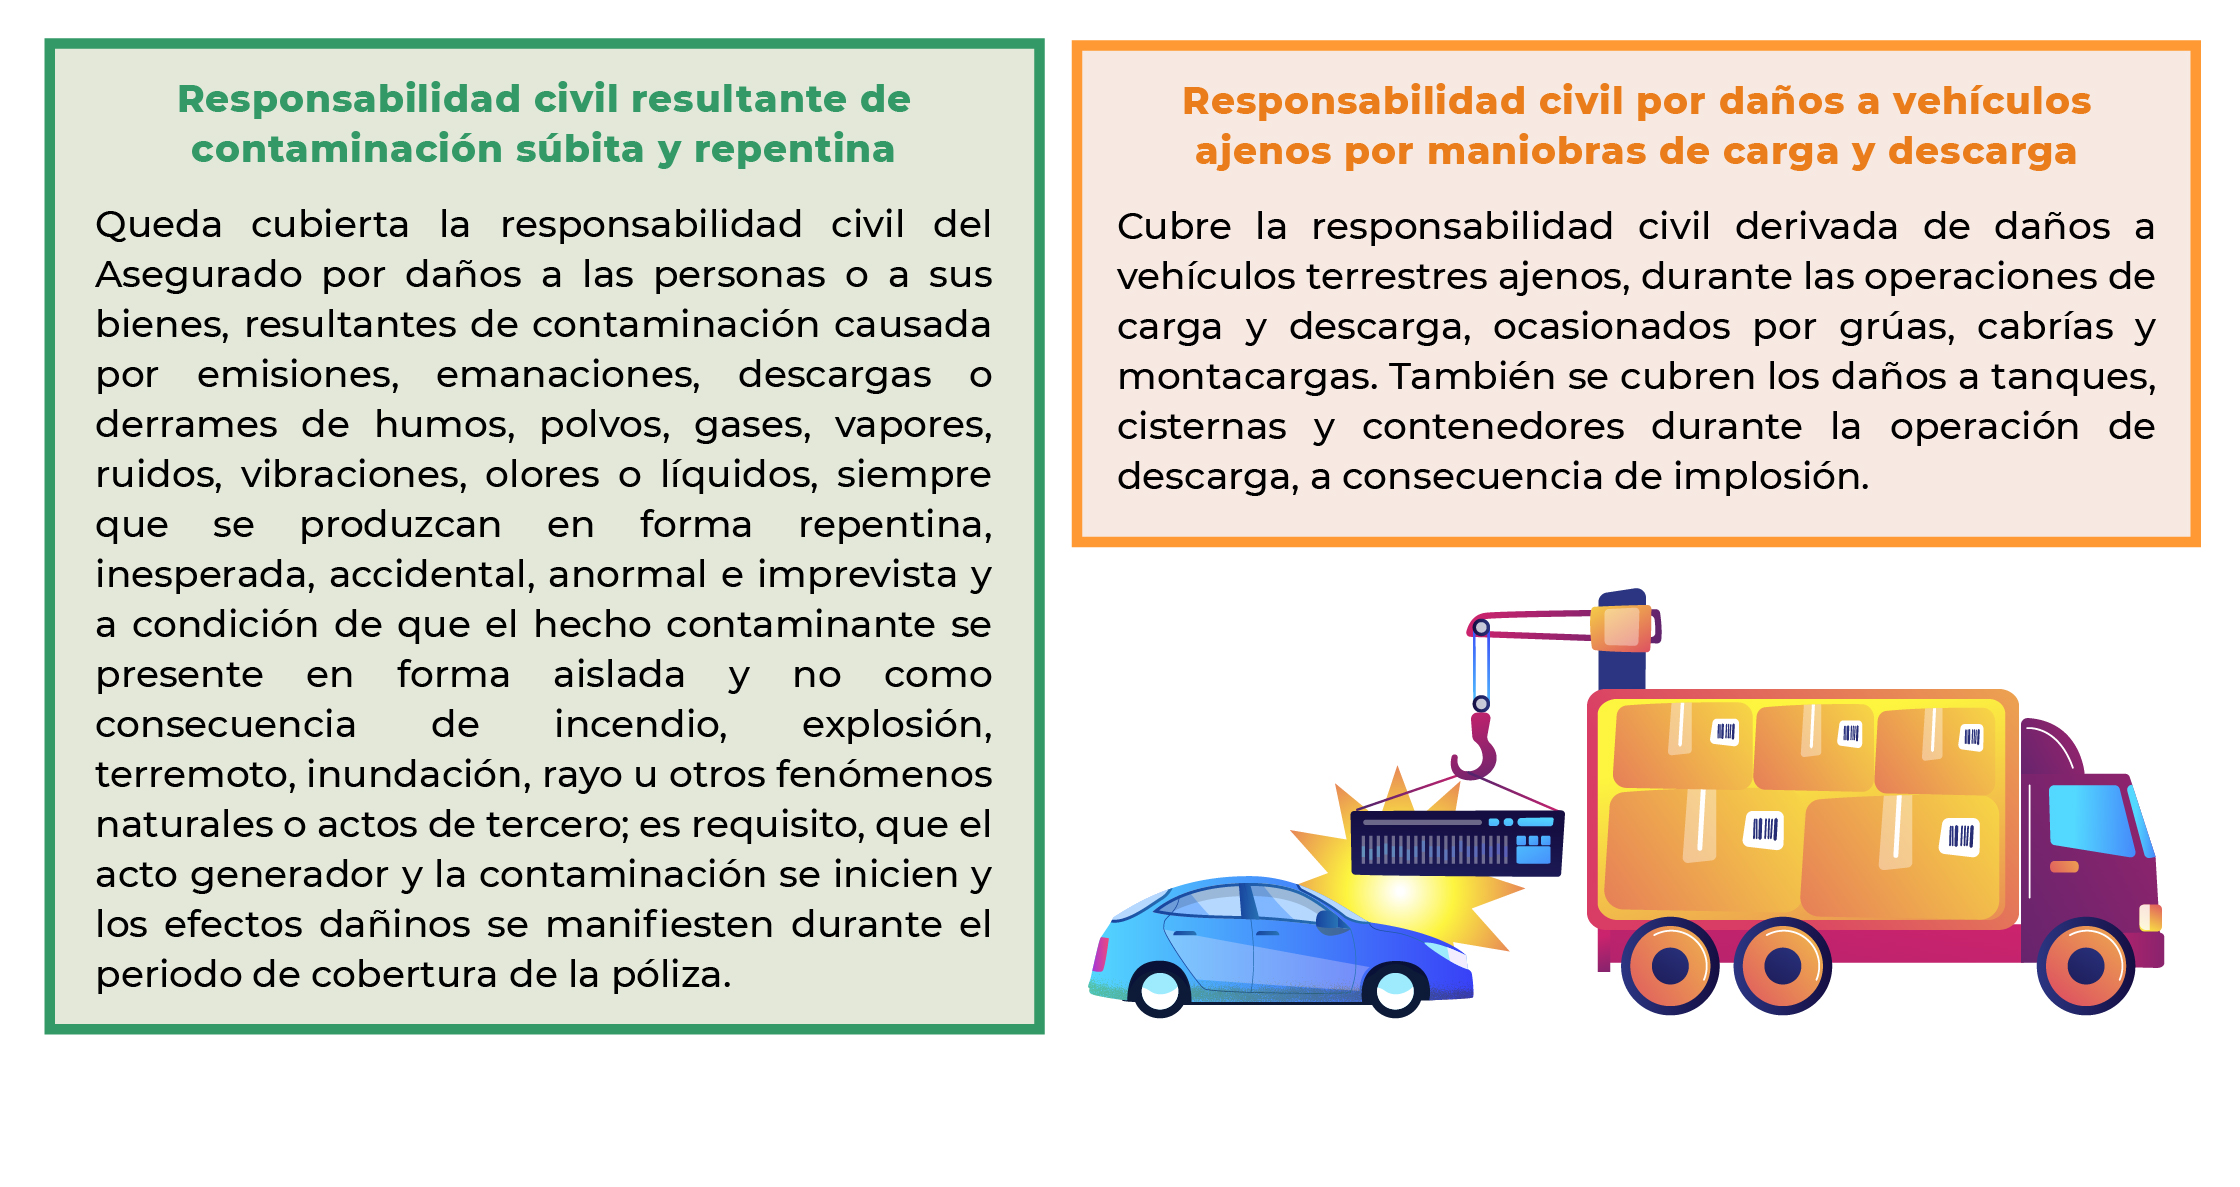 Responsabilidad civil resultante de
contaminación súbita y repentina
Queda cubierta la responsabilidad civil del
Asegurado por daños a las personas o a sus
bienes, resultantes de contaminación causada
por emisiones, emanaciones, descargas o
derrames de humos, polvos, gases, vapores,
ruidos, vibraciones, olores o líquidos, siempre
que se produzcan en forma repentina,
inesperada, accidental, anormal e imprevista y
a condición de que el hecho contaminante se
presente en forma aislada y no como
consecuencia de incendio, explosión,
terremoto, inundación, rayo u otros fenómenos
naturales o actos de tercero; es requisito, que el
acto generador y la contaminación se inicien y
los efectos dañinos se manifiesten durante el
periodo de cobertura de la póliza.
Responsabilidad civil por daños a vehículos
ajenos por maniobras de carga y descarga
Cubre la responsabilidad civil derivada de daños a
vehículos terrestres ajenos, durante las operaciones de
carga y descarga, ocasionados por grúas, cabrías y
montacargas. También se cubren los daños a tanques,
cisternas y contenedores durante la operación de
descarga, a consecuencia de implosión.